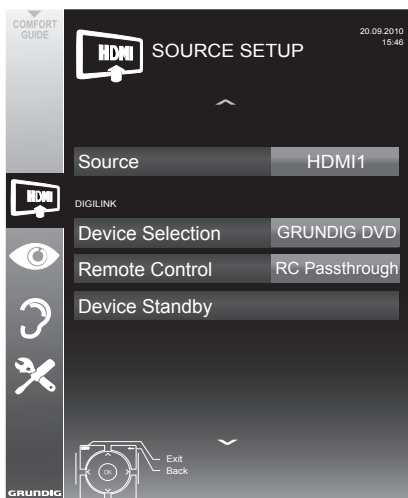 COMFORT
GUIDE
HDMI
SOURCE SETUP
20.09.2010
15:46
Source
HDMI1
HDMI
DIGILINK
Device Selection
GRUNDIG DVD
Remote Control
RC Passthrough
Device Standby
Exit
Back
OK
GRUNDIG